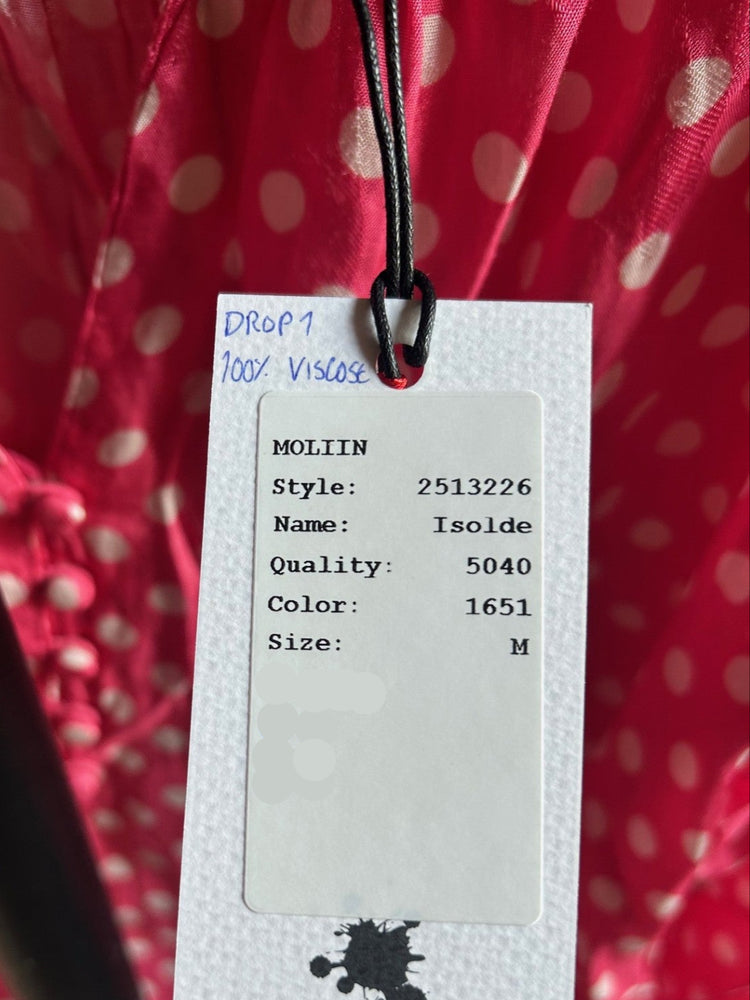 DROP 1
100% VISCOSE
MOLIIN
Style: 2513226
Name: Isolde
Quality: 5040
Color: 1651
Size: M